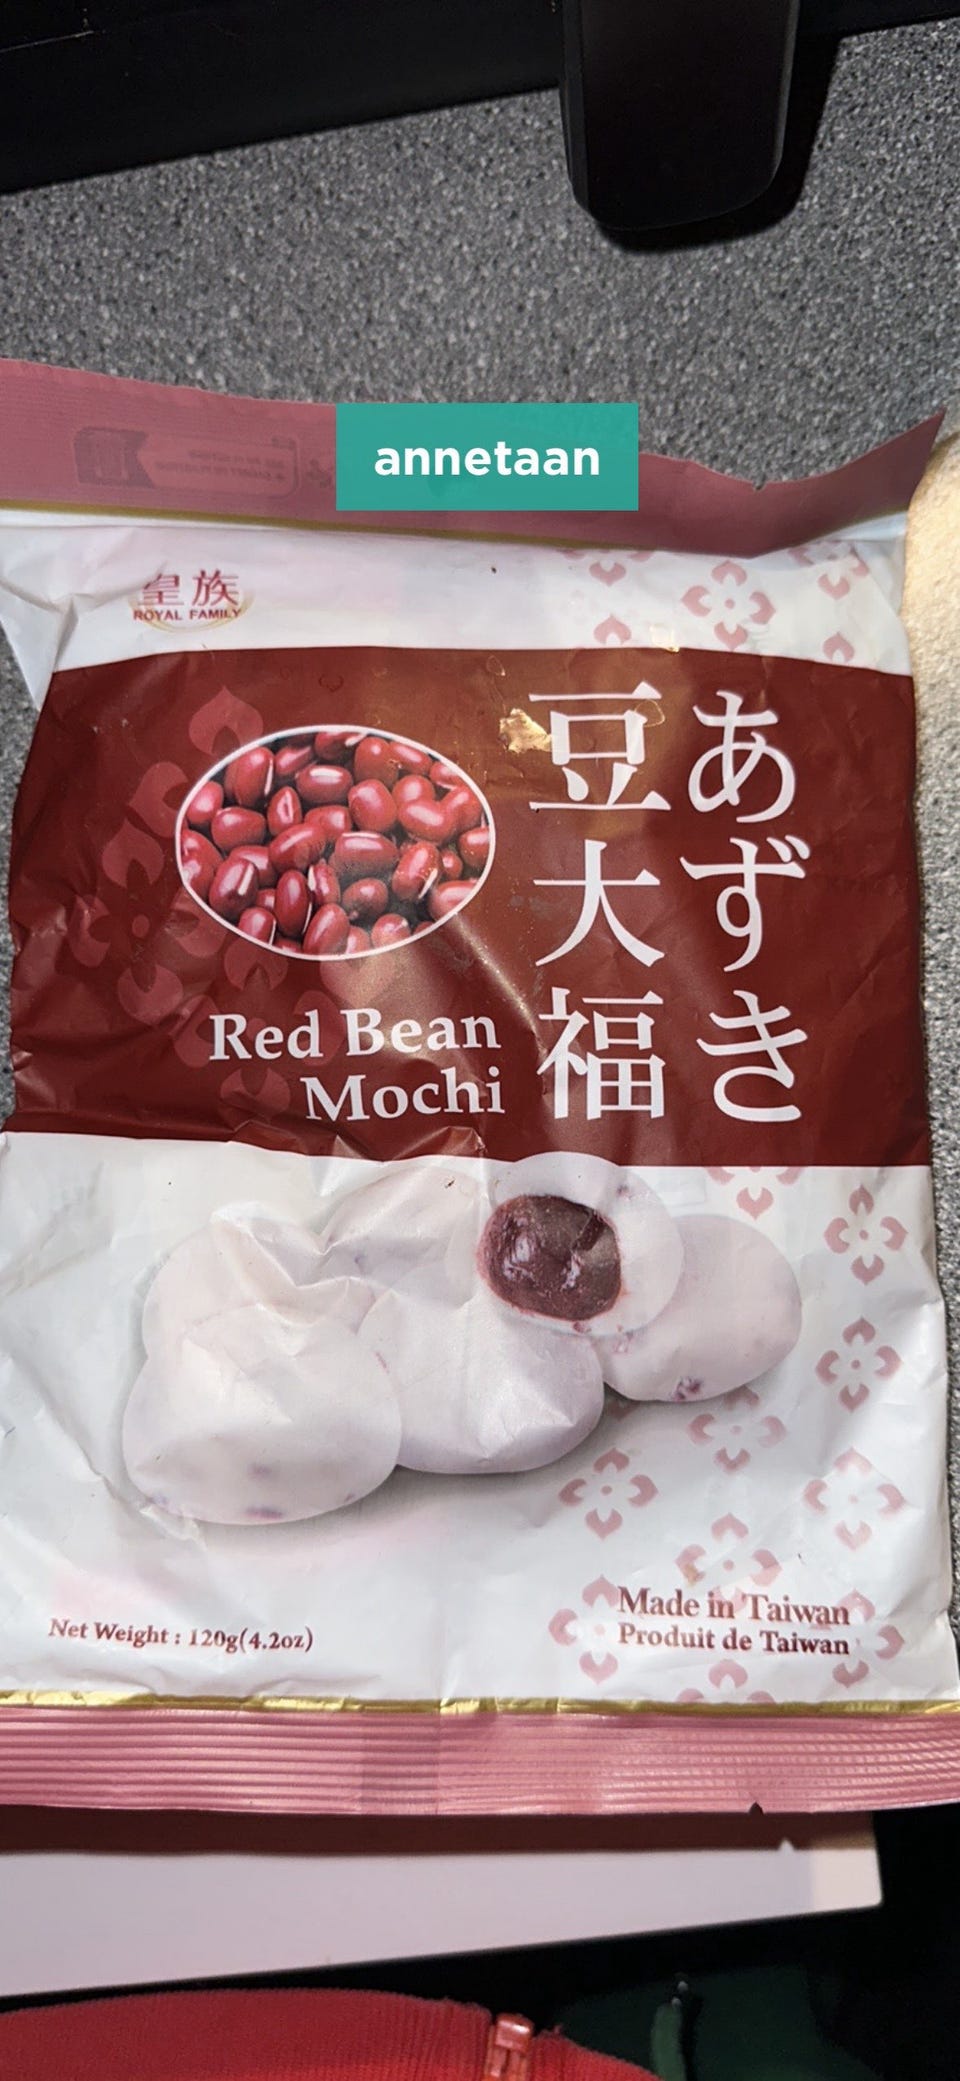 annetaan
皇族
ROYAL FAMILY
あずき
豆大福
Red Bean
Mochi
Net Weight : 120g(4.2oz)
Made in Taiwan
Produit de Taiwan